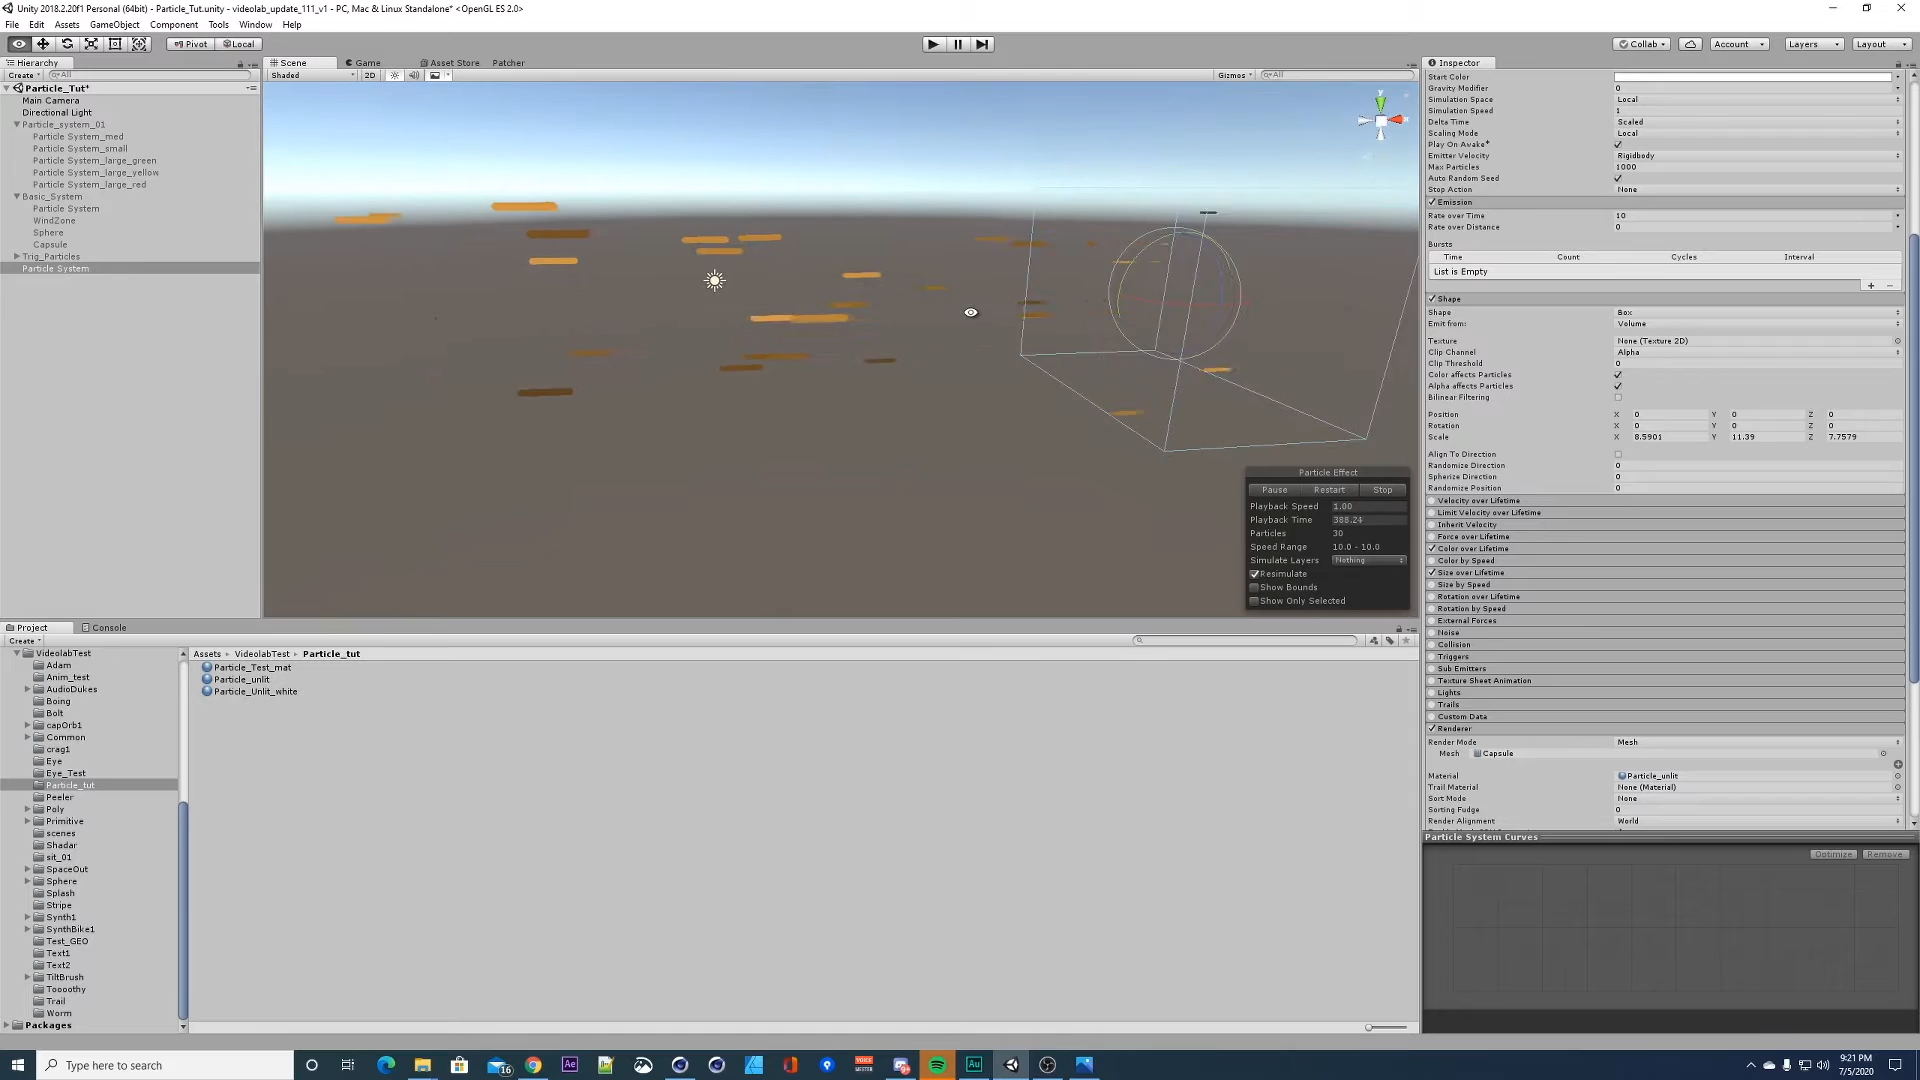 Unity 2018.2.20f1 Personal (64bit) - Particle_Tut.unity - videolab_update_111_v1 - PC, Mac & Linux Standalone* <OpenGL ES 2.0>
File Edit Assets GameObject Component Tools Window Help
Pivot Local
Collab Account Layers Layout
Hierarchy
Create All
Particle_Tut*
Main Camera
Directional Light
Particle_system_01
Particle System_med
Particle System_small
Particle System_large_green
Particle System_large_yellow
Particle System_large_red
Basic_System
Particle System
WindZone
Sphere
Capsule
Trig_Particles
Particle System
Scene Game Asset Store Patcher
Shaded 2D Gizmos All
Particle Effect
Pause Restart Stop
Playback Speed 1.00
Playback Time 388.24
Particles 30
Speed Range 10.0 - 10.0
Simulate Layers Nothing
Resimulate
Show Bounds
Show Only Selected
Inspector
Start Color
Gravity Modifier 0
Simulation Space Local
Simulation Speed 1
Delta Time Scaled
Scaling Mode Local
Play On Awake*
Emitter Velocity Rigidbody
Max Particles 1000
Auto Random Seed
Stop Action None
Emission
Rate over Time 10
Rate over Distance 0
Bursts
Time Count Cycles Interval
List is Empty
Shape
Shape Box
Emit from: Volume
Texture None (Texture 2D)
Clip Channel Alpha
Clip Threshold 0
Color affects Particles
Alpha affects Particles
Bilinear Filtering
Position X 0 Y 0 Z 0
Rotation X 0 Y 0 Z 0
Scale X 8.5901 Y 11.39 Z 7.7579
Align To Direction
Randomize Direction 0
Spherize Direction 0
Randomize Position 0
Velocity over Lifetime
Limit Velocity over Lifetime
Inherit Velocity
Force over Lifetime
Color over Lifetime
Color by Speed
Size over Lifetime
Size by Speed
Rotation over Lifetime
Rotation by Speed
External Forces
Noise
Collision
Triggers
Sub Emitters
Texture Sheet Animation
Lights
Trails
Custom Data
Renderer
Render Mode Mesh
Mesh Capsule
Material Particle_unlit
Trail Material None (Material)
Sort Mode None
Sorting Fudge 0
Render Alignment World
Particle System Curves
Optimize Remove
Project Console
Create
VideolabTest
Adam
Anim_test
AudioDukes
Boing
Bolt
capOrb1
Common
crag1
Eye
Eye_Test
Particle_tut
Peeler
Poly
Primitive
scenes
Shadar
sit_01
SpaceOut
Sphere
Splash
Stripe
Synth1
SynthBike1
Test_GEO
Text1
Text2
TiltBrush
Toooothy
Trail
Worm
Packages
Assets VideolabTest Particle_tut
Particle_Test_mat
Particle_unlit
Particle_Unlit_white
Type here to search
16
Ae
Au
9:21 PM
7/5/2020